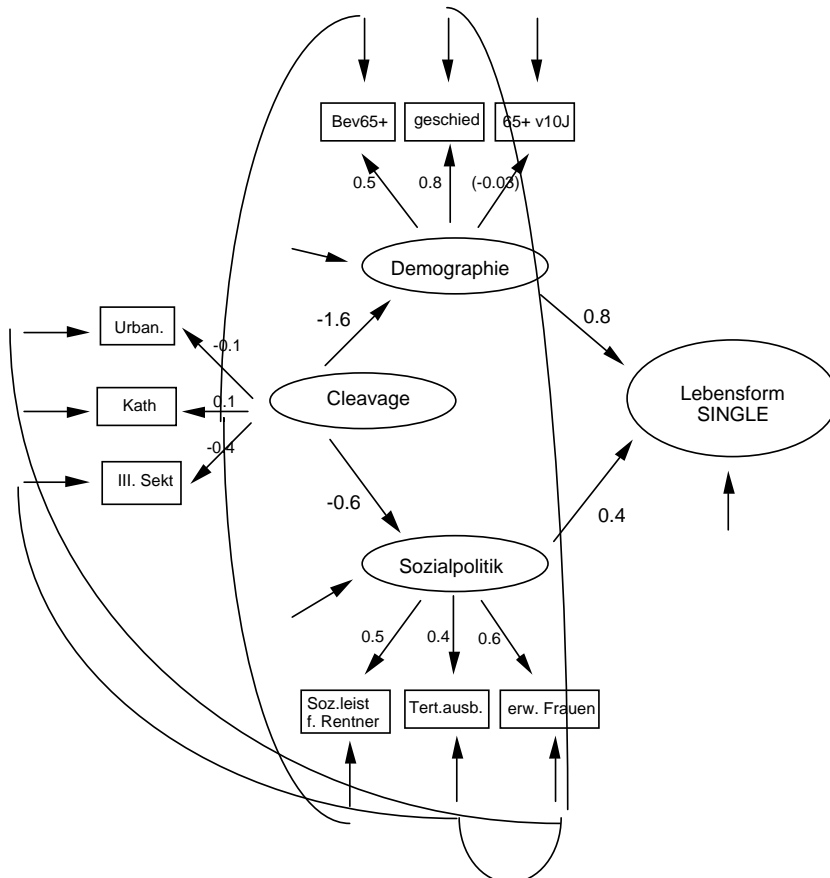 Bev65+
geschied
65+ v10J
0.5
0.8
(-0.03)
Demographie
-1.6
0.8
Urban.
-0.1
Kath
0.1
Cleavage
Lebensform
SINGLE
-0.4
III. Sekt
-0.6
0.4
Sozialpolitik
0.5
0.4
0.6
Soz.leist
f. Rentner
Tert.ausb.
erw. Frauen